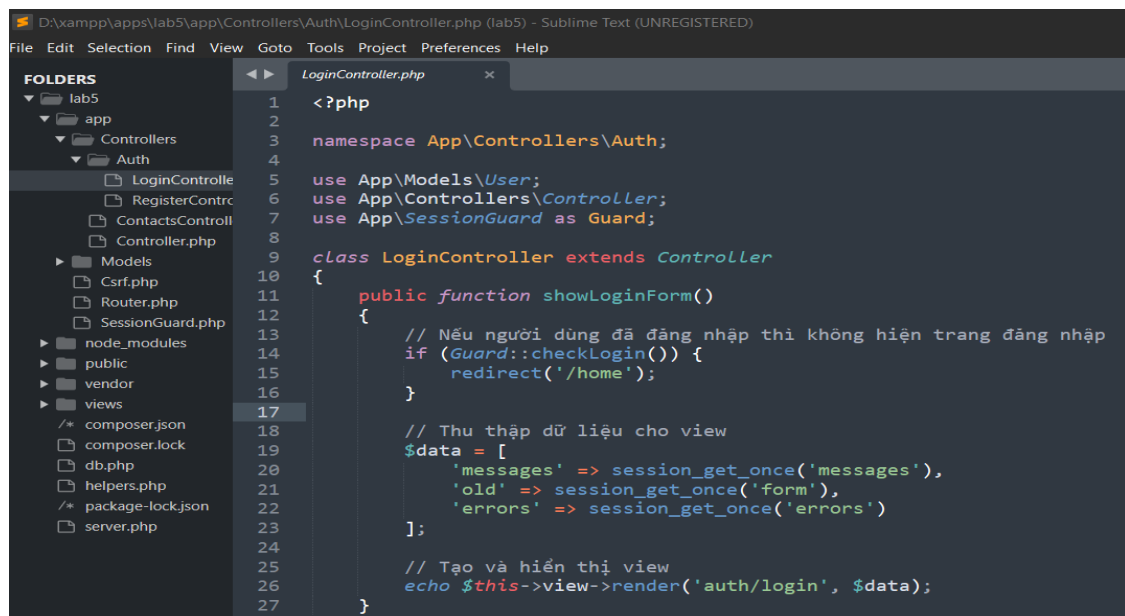 D:\xampp\apps\lab5\app\Controllers\Auth\LoginController.php (lab5) - Sublime Text (UNREGISTERED)
File Edit Selection Find View Goto Tools Project Preferences Help
FOLDERS
lab5
app
Controllers
Auth
LoginControlle
RegisterContro
ContactsControll
Controller.php
Models
Csrf.php
Router.php
SessionGuard.php
node_modules
public
vendor
views
/* composer.json
composer.lock
db.php
helpers.php
/* package-lock.json
server.php
LoginController.php ×
1 <?php
2
3 namespace App\Controllers\Auth;
4
5 use App\Models\User;
6 use App\Controllers\Controller;
7 use App\SessionGuard as Guard;
8
9 class LoginController extends Controller
10 {
11     public function showLoginForm()
12     {
13         // Nếu người dùng đã đăng nhập thì không hiện trang đăng nhập
14         if (Guard::checkLogin()) {
15             redirect('/home');
16         }
17
18         // Thu thập dữ liệu cho view
19         $data = [
20             'messages' => session_get_once('messages'),
21             'old' => session_get_once('form'),
22             'errors' => session_get_once('errors')
23         ];
24
25         // Tạo và hiển thị view
26         echo $this->view->render('auth/login', $data);
27     }